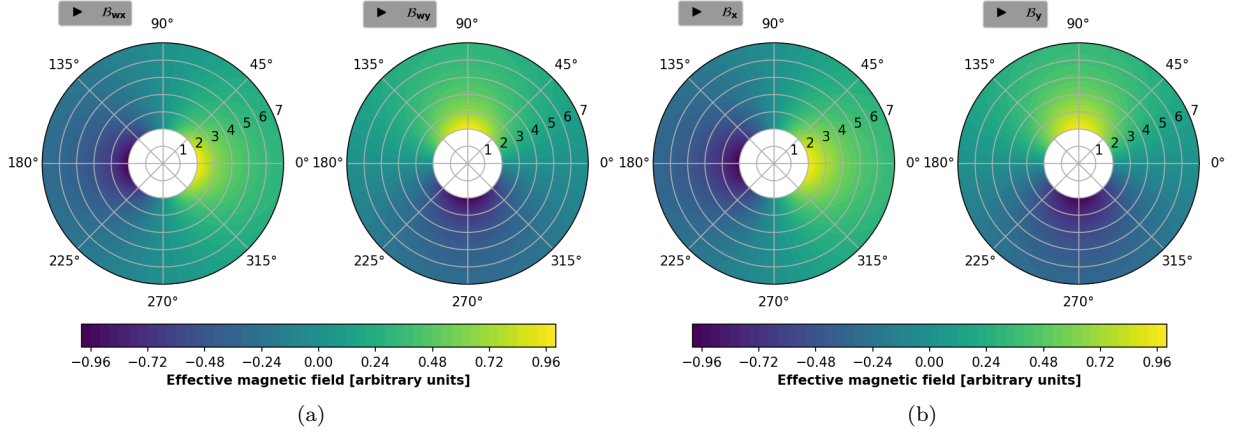 ▶ 𝓑wx
90°
135° 45°
180° 0°
225° 315°
270°
1 2 3 4 5 6 7
▶ 𝓑wy
90°
135° 45°
180° 0°
225° 315°
270°
1 2 3 4 5 6 7
−0.96 −0.72 −0.48 −0.24 0.00 0.24 0.48 0.72 0.96
Effective magnetic field [arbitrary units]
(a)
▶ 𝓑x
90°
135° 45°
180° 0°
225° 315°
270°
1 2 3 4 5 6 7
▶ 𝓑y
90°
135° 45°
180° 0°
225° 315°
270°
1 2 3 4 5 6 7
−0.96 −0.72 −0.48 −0.24 0.00 0.24 0.48 0.72 0.96
Effective magnetic field [arbitrary units]
(b)